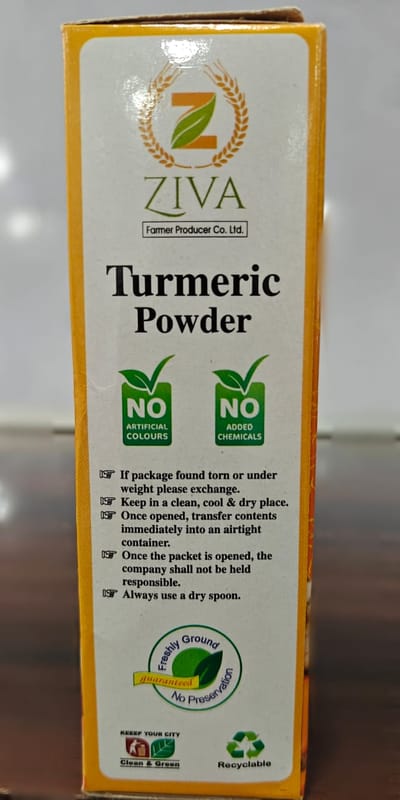 ZIVA
Farmer Producer Co. Ltd.
Turmeric
Powder
NO
ARTIFICIAL
COLOURS
NO
ADDED
CHEMICALS
If package found torn or under
weight please exchange.
Keep in a clean, cool & dry place.
Once opened, transfer contents
immediately into an airtight
container.
Once the packet is opened, the
company shall not be held
responsible.
Always use a dry spoon.
Freshly Ground
guaranteed
No Preservation
KEEEP YOUR CITY
Clean & Green
Recyclable